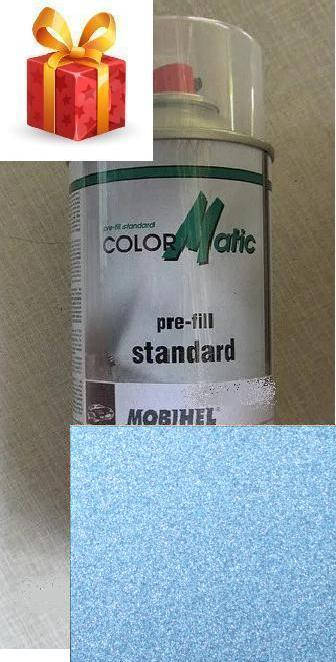 pre-fill standard
COLORMatic
pre-fill
standard
MOBIHEL